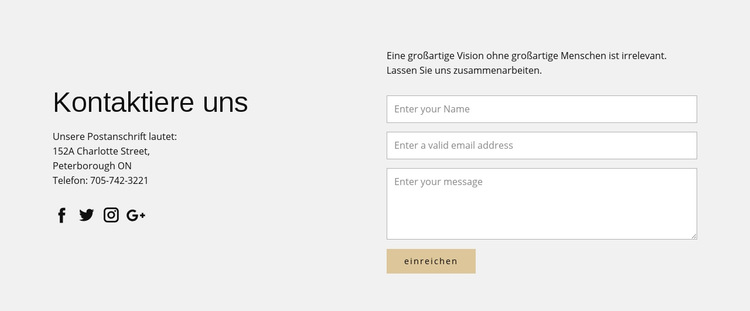 Kontaktiere uns
Unsere Postanschrift lautet:
152A Charlotte Street,
Peterborough ON
Telefon: 705-742-3221
Eine großartige Vision ohne großartige Menschen ist irrelevant.
Lassen Sie uns zusammenarbeiten.
Enter your Name
Enter a valid email address
Enter your message
einreichen